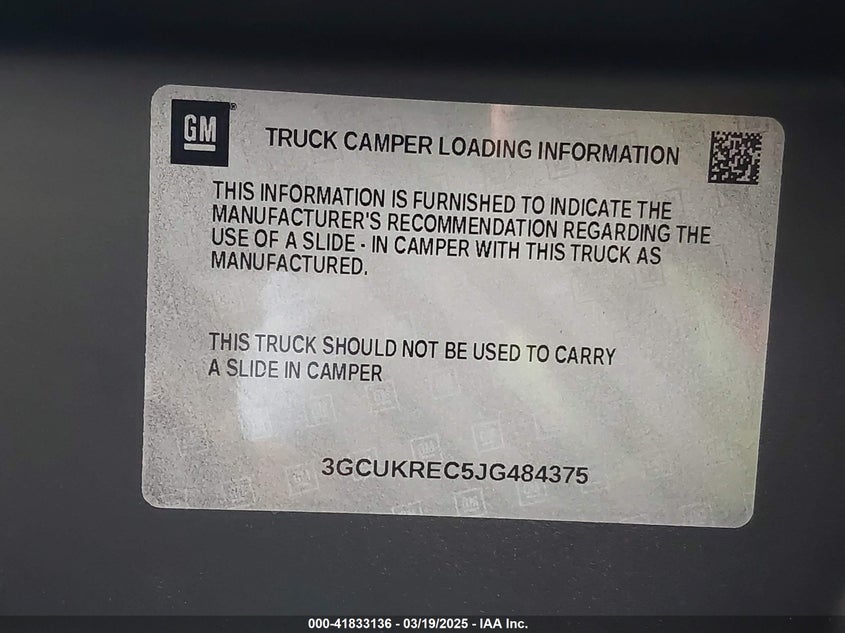 GM
TRUCK CAMPER LOADING INFORMATION
THIS INFORMATION IS FURNISHED TO INDICATE THE
MANUFACTURER'S RECOMMENDATION REGARDING THE
USE OF A SLIDE - IN CAMPER WITH THIS TRUCK AS
MANUFACTURED.
THIS TRUCK SHOULD NOT BE USED TO CARRY
A SLIDE IN CAMPER
3GCUKREC5JG484375
000-41833136 - 03/19/2025 - IAA Inc.